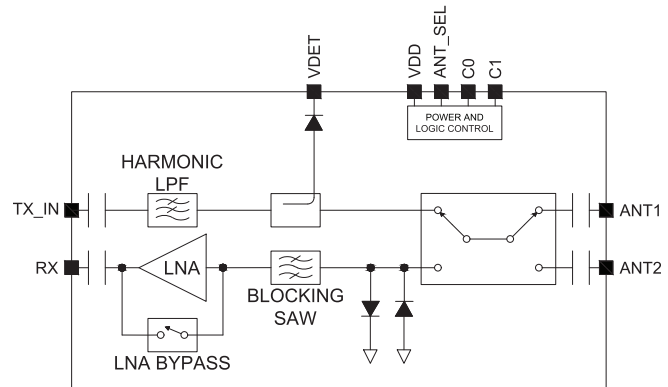 VDET
VDD
ANT_SEL
C0
C1
POWER AND
LOGIC CONTROL
HARMONIC
LPF
TX_IN
ANT1
RX
LNA
BLOCKING
SAW
ANT2
LNA BYPASS